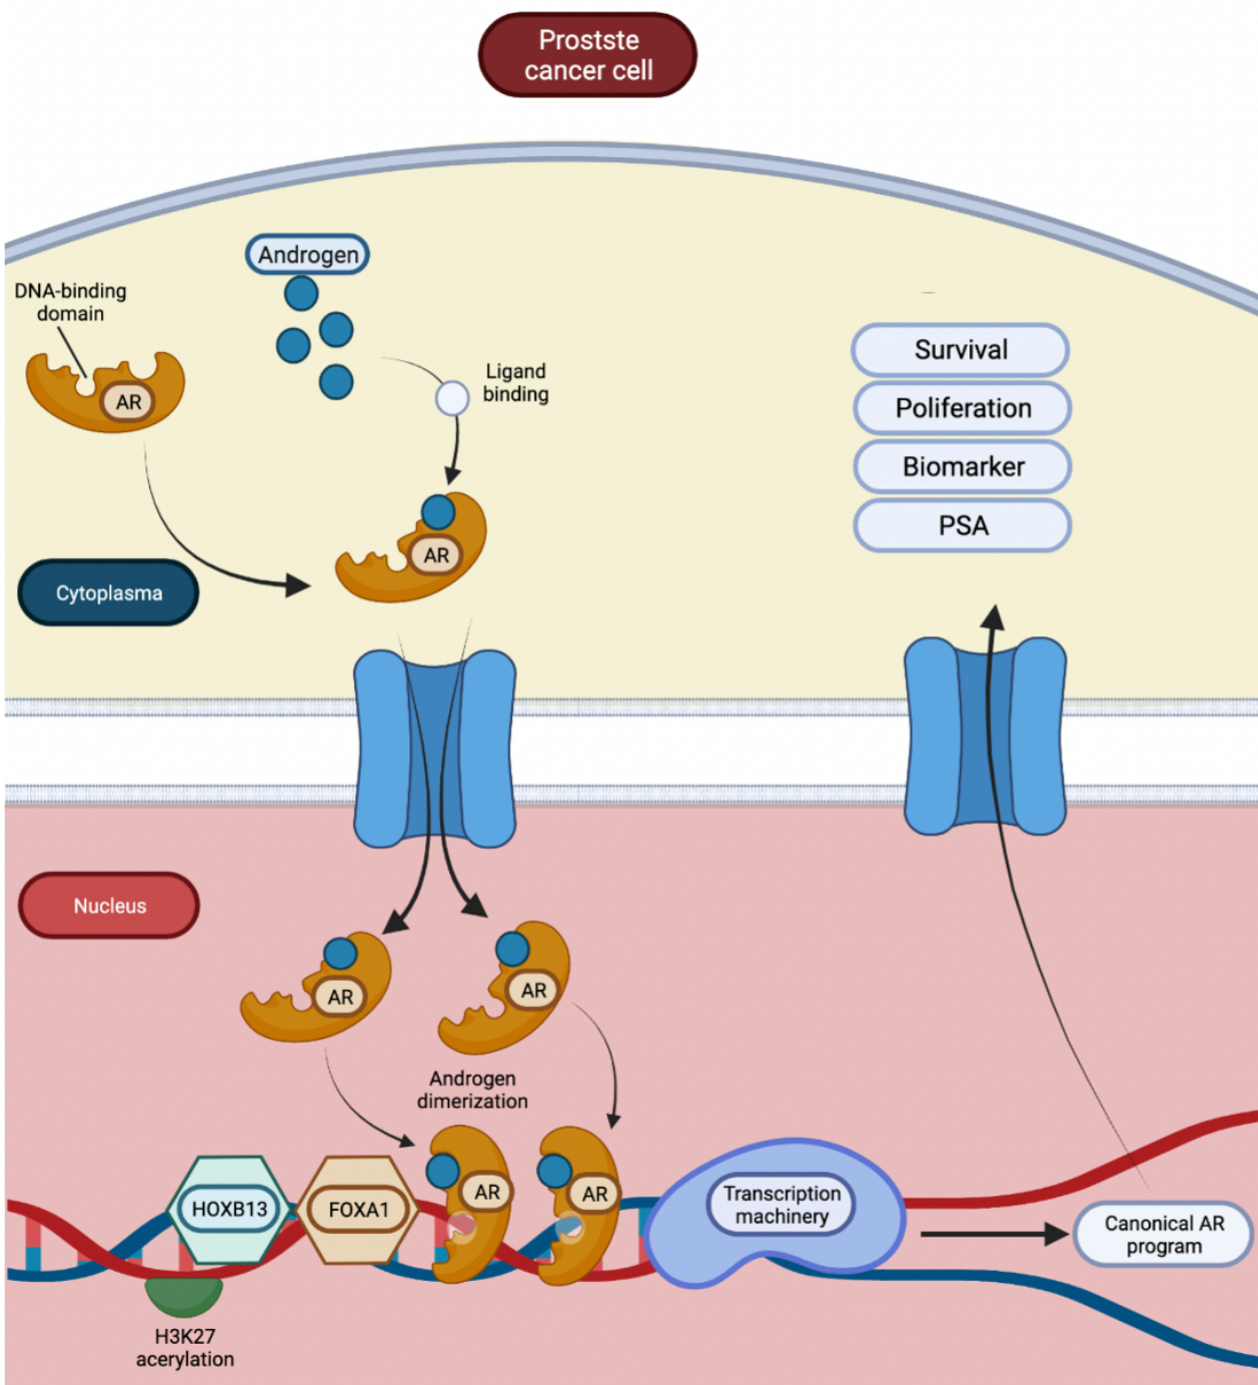 Prostste
cancer cell
Androgen
DNA-binding
domain
AR
Ligand
binding
AR
Survival
Poliferation
Biomarker
PSA
Cytoplasma
Nucleus
AR
AR
Androgen
dimerization
HOXB13
FOXA1
AR
AR
Transcription
machinery
Canonical AR
program
H3K27
acerylation